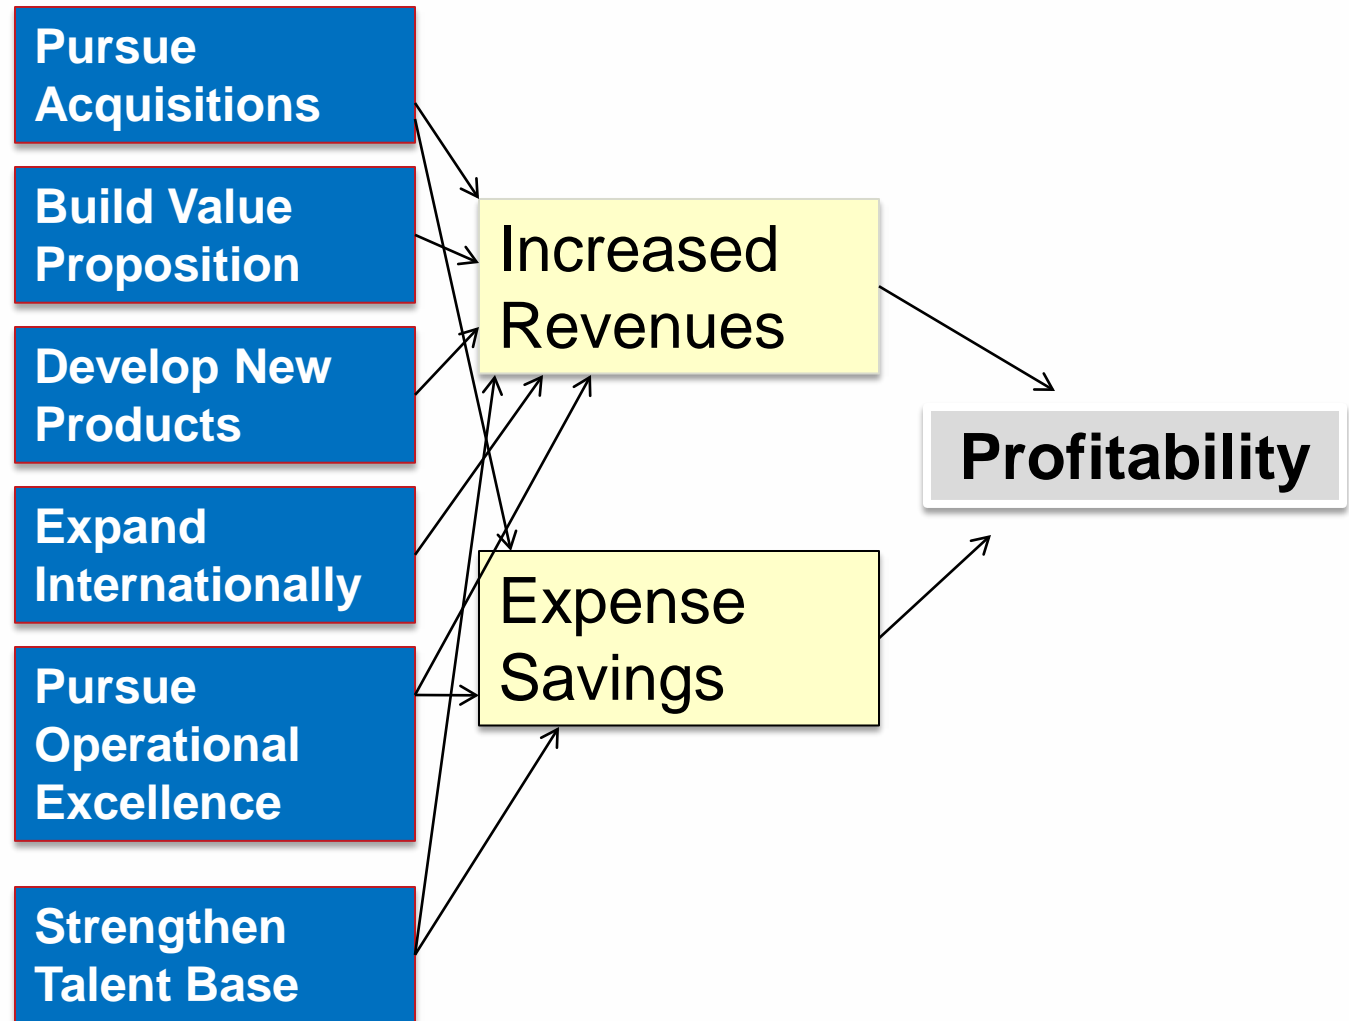 Pursue
Acquisitions
Build Value
Proposition
Develop New
Products
Expand
Internationally
Pursue
Operational
Excellence
Strengthen
Talent Base
Increased
Revenues
Expense
Savings
Profitability